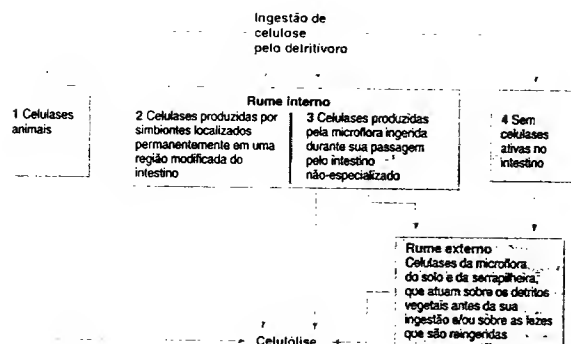 Ingestão de
celulose
pelo detritívoro
1 Celulases
animais
Rume interno
2 Celulases produzidas por
simbiontes localizados
permanentemente em uma
região modificada do
intestino
3 Celulases produzidas
pela microflora ingerida
durante sua passagem
pelo intestino
não-especializado
4 Sem
celulases
ativas no
intestino
Rume externo
Celulases da microflora
do solo e da serrapilheira,
que atuam sobre os detritos
vegetais antes da sua
ingestão e/ou sobre as fezes
que são reingeridas
Celulólise